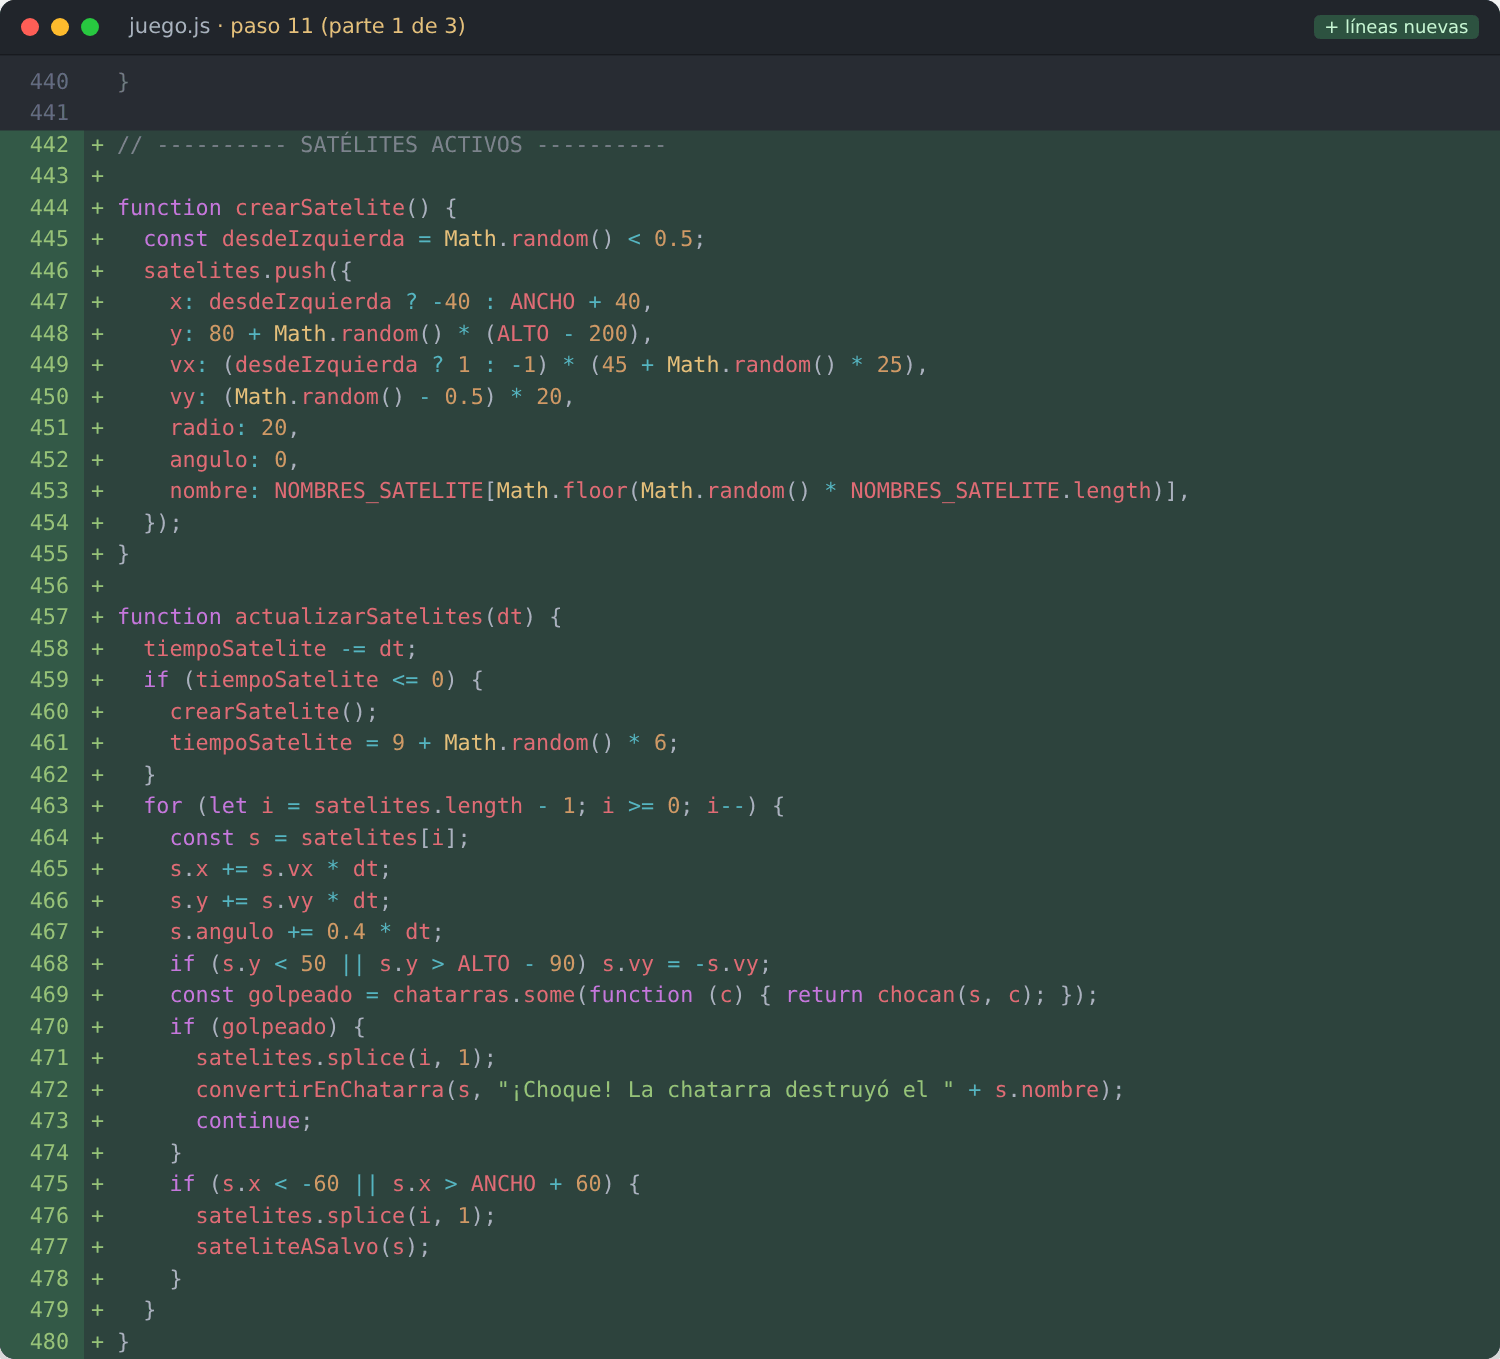 juego.js · paso 11 (parte 1 de 3)
+ líneas nuevas
440 }
441
442 + // ---------- SATÉLITES ACTIVOS ----------
443 +
444 + function crearSatelite() {
445 +   const desdeIzquierda = Math.random() < 0.5;
446 +   satelites.push({
447 +     x: desdeIzquierda ? -40 : ANCHO + 40,
448 +     y: 80 + Math.random() * (ALTO - 200),
449 +     vx: (desdeIzquierda ? 1 : -1) * (45 + Math.random() * 25),
450 +     vy: (Math.random() - 0.5) * 20,
451 +     radio: 20,
452 +     angulo: 0,
453 +     nombre: NOMBRES_SATELITE[Math.floor(Math.random() * NOMBRES_SATELITE.length)],
454 +   });
455 + }
456 +
457 + function actualizarSatelites(dt) {
458 +   tiempoSatelite -= dt;
459 +   if (tiempoSatelite <= 0) {
460 +     crearSatelite();
461 +     tiempoSatelite = 9 + Math.random() * 6;
462 +   }
463 +   for (let i = satelites.length - 1; i >= 0; i--) {
464 +     const s = satelites[i];
465 +     s.x += s.vx * dt;
466 +     s.y += s.vy * dt;
467 +     s.angulo += 0.4 * dt;
468 +     if (s.y < 50 || s.y > ALTO - 90) s.vy = -s.vy;
469 +     const golpeado = chatarras.some(function (c) { return chocan(s, c); });
470 +     if (golpeado) {
471 +       satelites.splice(i, 1);
472 +       convertirEnChatarra(s, "¡Choque! La chatarra destruyó el " + s.nombre);
473 +       continue;
474 +     }
475 +     if (s.x < -60 || s.x > ANCHO + 60) {
476 +       satelites.splice(i, 1);
477 +       sateliteASalvo(s);
478 +     }
479 +   }
480 + }